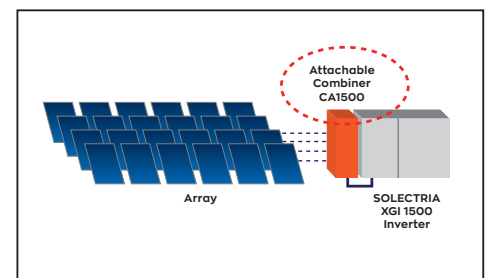 Attachable
Combiner
CA1500
Array
SOLECTRIA
XGI 1500
Inverter